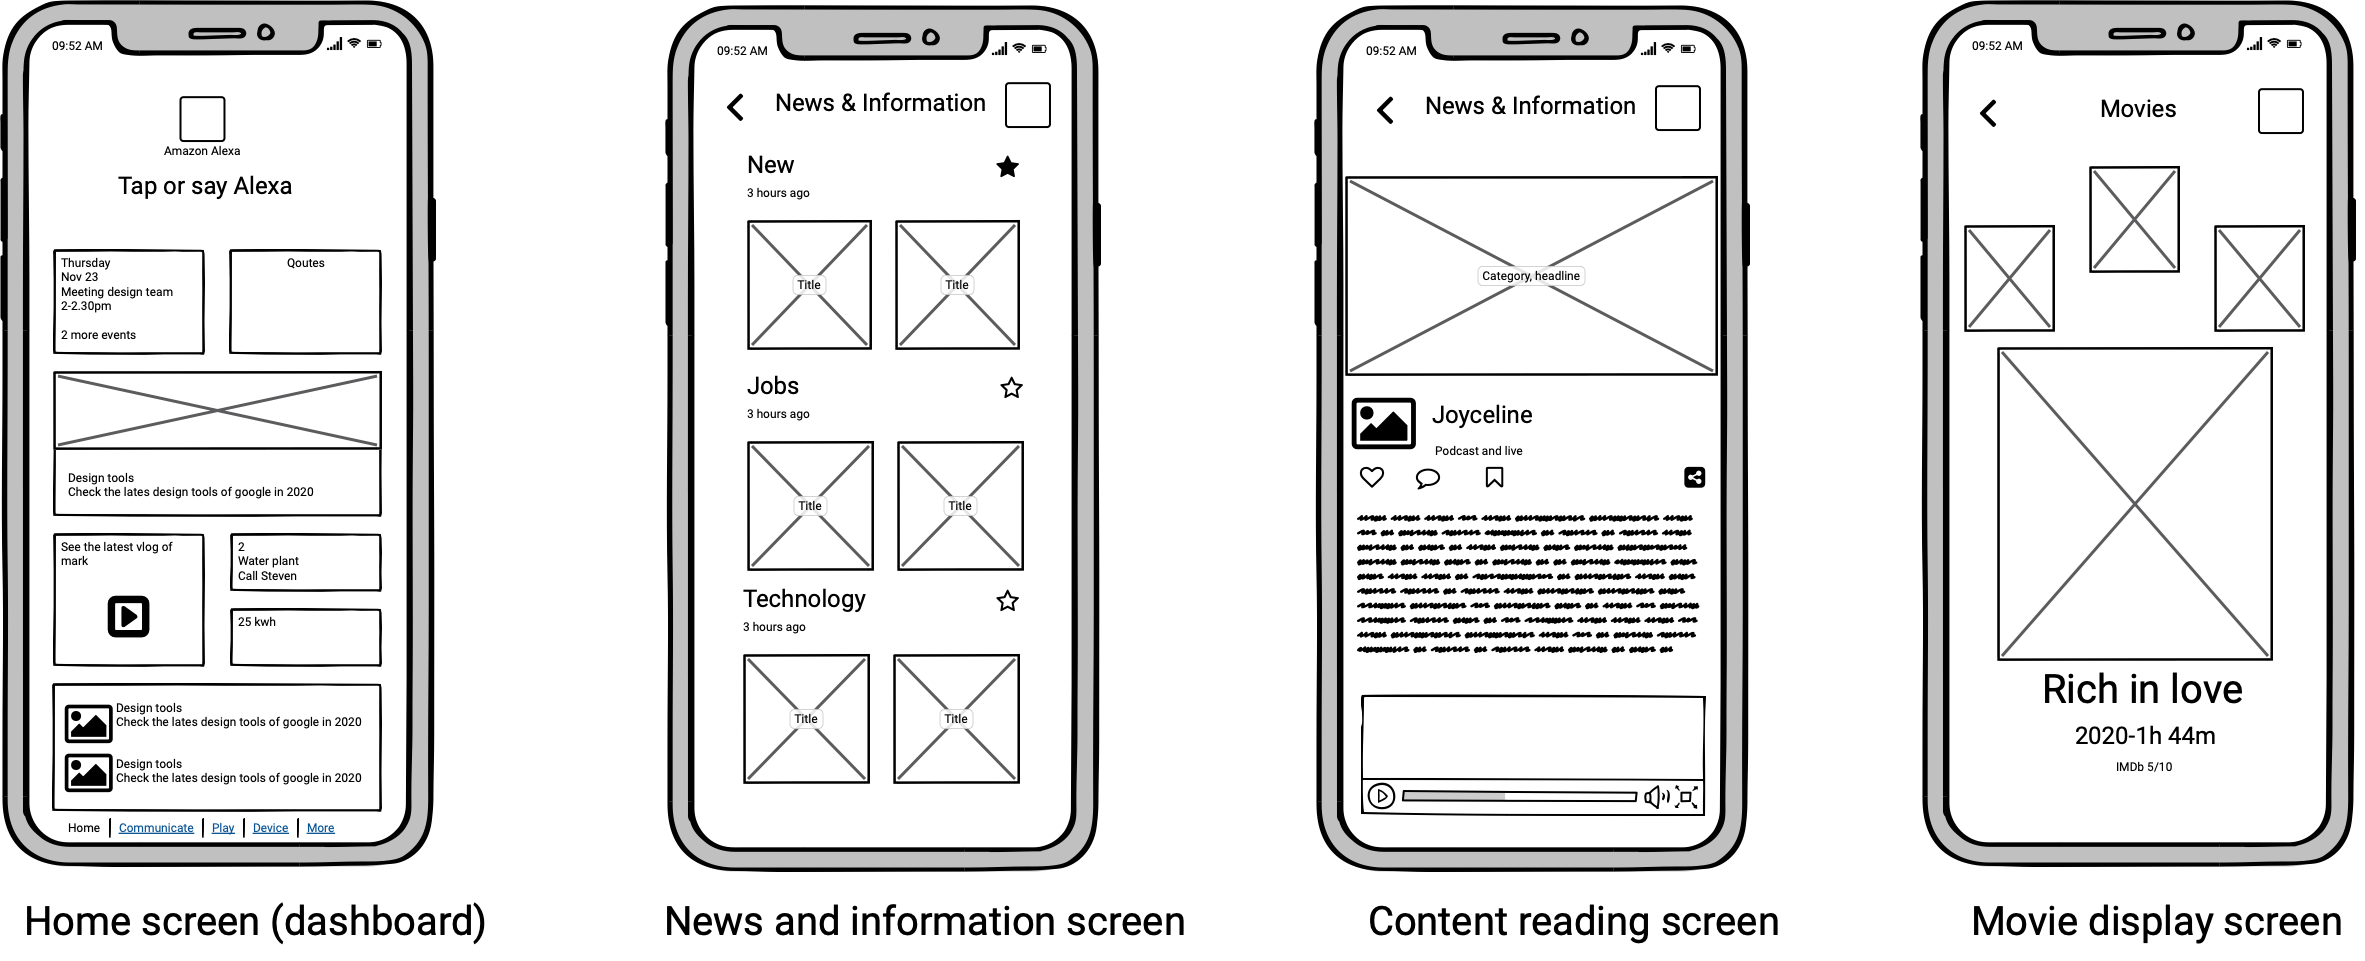 09:52 AM
Amazon Alexa
Tap or say Alexa
Thursday
Nov 23
Meeting design team
2-2.30pm
2 more events
Qoutes
Design tools
Check the lates design tools of google in 2020
See the latest vlog of
mark
2
Water plant
Call Steven
25 kwh
Design tools
Check the lates design tools of google in 2020
Design tools
Check the lates design tools of google in 2020
Home Communicate Play Device More
Home screen (dashboard)
09:52 AM
News & Information
New
3 hours ago
Title Title
Jobs
3 hours ago
Title Title
Technology
3 hours ago
Title Title
News and information screen
09:52 AM
News & Information
Category, headline
Joyceline
Podcast and live
Content reading screen
09:52 AM
Movies
Rich in love
2020-1h 44m
IMDb 5/10
Movie display screen